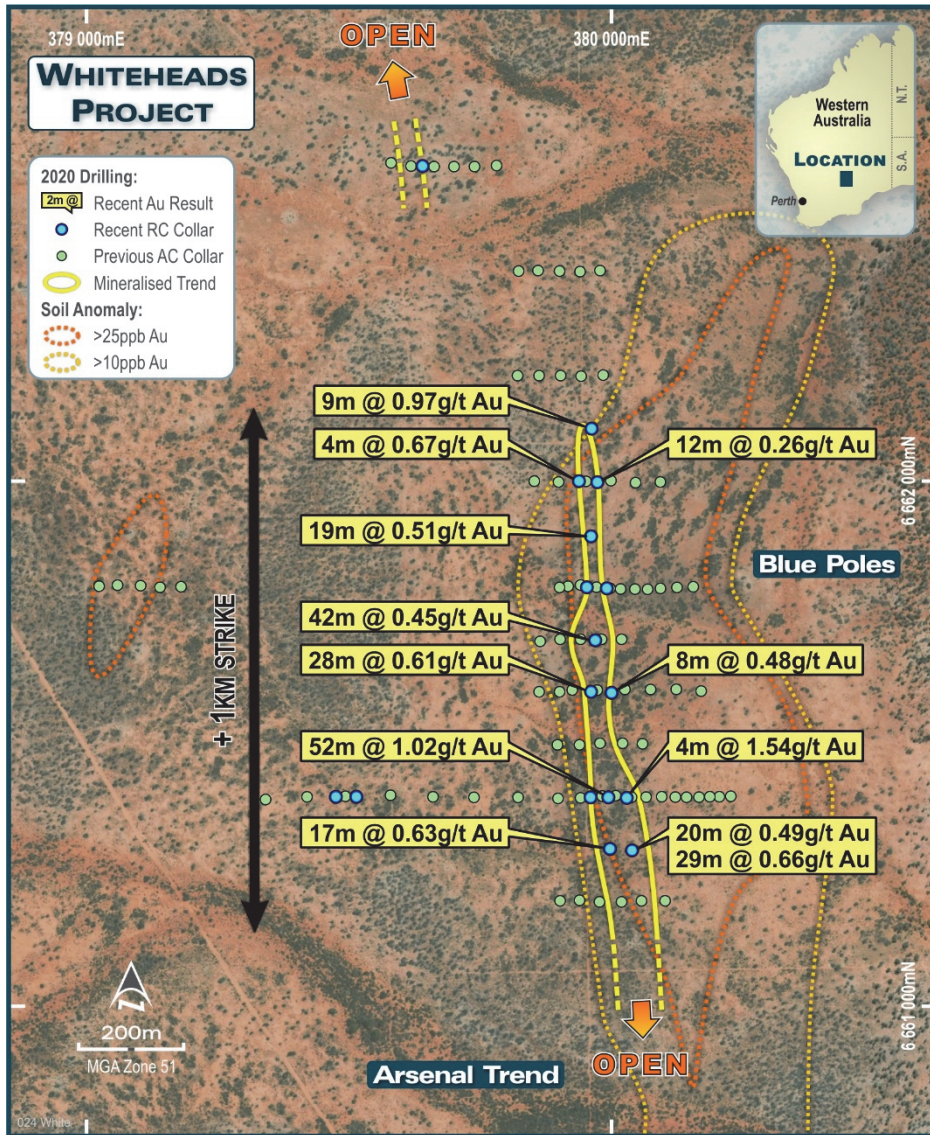 379 000mE
OPEN
380 000mE
WHITEHEADS
PROJECT
Western
Australia
N.T.
S.A.
LOCATION
Perth
2020 Drilling:
2m @
Recent Au Result
Recent RC Collar
Previous AC Collar
Mineralised Trend
Soil Anomaly:
>25ppb Au
>10ppb Au
9m @ 0.97g/t Au
4m @ 0.67g/t Au
12m @ 0.26g/t Au
6 662 000mN
19m @ 0.51g/t Au
Blue Poles
+ 1KM STRIKE
42m @ 0.45g/t Au
28m @ 0.61g/t Au
8m @ 0.48g/t Au
52m @ 1.02g/t Au
4m @ 1.54g/t Au
17m @ 0.63g/t Au
20m @ 0.49g/t Au
29m @ 0.66g/t Au
6 661 000mN
N
200m
MGA Zone 51
OPEN
Arsenal Trend
024 White